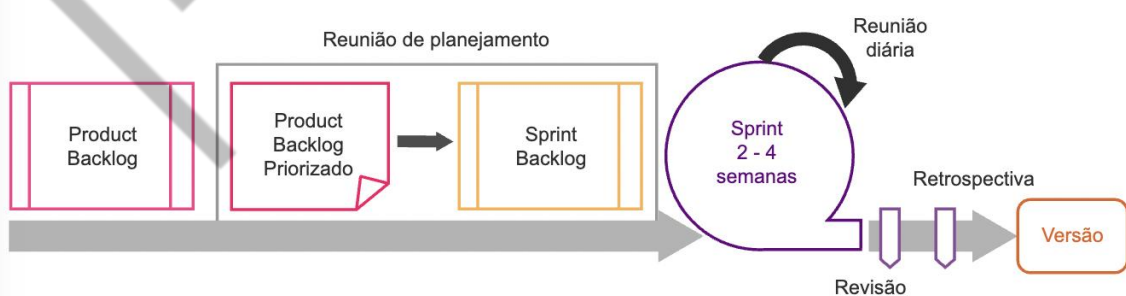 Reunião de planejamento
Reunião
diária
Product
Backlog
Product
Backlog
Priorizado
Sprint
Backlog
Sprint
2 - 4
semanas
Retrospectiva
Versão
Revisão